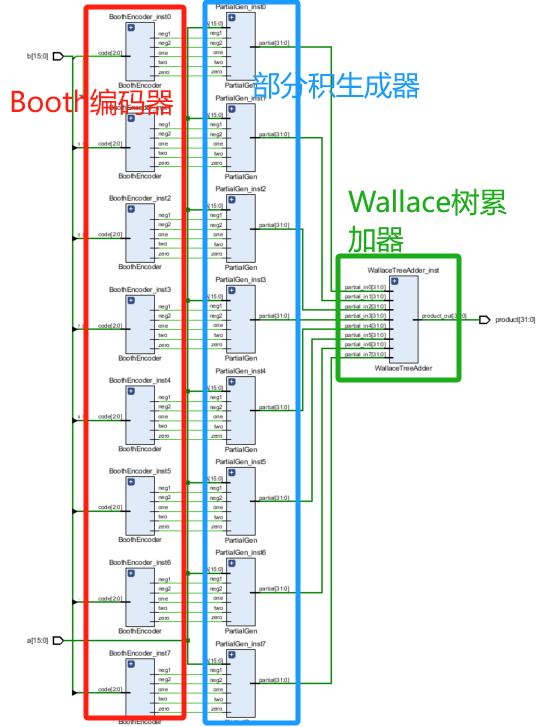 BoothEncoder_inst0
PartialGen_inst0
b[15:0]
code[2:0]
neg1
neg2
one
two
zero
a[15:0]
neg1
neg2
one
two
zero
partial[31:0]
BoothEncoder
PartialGen
Booth编码器
部分积生成器
PartialGen_inst1
code[2:0]
neg1
neg2
one
two
zero
[15:0]
neg1
neg2
one
two
zero
partial[31:0]
BoothEncoder
PartialGen
BoothEncoder_inst2
PartialGen_inst2
code[2:0]
neg1
neg2
one
two
zero
[15:0]
neg1
neg2
one
two
zero
partial[31:0]
BoothEncoder
PartialGen
Wallace树累
加器
BoothEncoder_inst3
PartialGen_inst3
code[2:0]
neg1
neg2
one
two
zero
[15:0]
neg1
neg2
one
two
zero
partial[31:0]
BoothEncoder
PartialGen
WallaceTreeAdder_inst
partial_in0[31:0]
partial_in1[31:0]
partial_in2[31:0]
partial_in3[31:0]
partial_in4[31:0]
partial_in5[31:0]
partial_in6[31:0]
partial_in7[31:0]
product_out[31:0]
product[31:0]
WallaceTreeAdder
BoothEncoder_inst4
PartialGen_inst4
code[2:0]
neg1
neg2
one
two
zero
[15:0]
neg1
neg2
one
two
zero
partial[31:0]
BoothEncoder
PartialGen
BoothEncoder_inst5
PartialGen_inst5
code[2:0]
neg1
neg2
one
two
zero
[15:0]
neg1
neg2
one
two
zero
partial[31:0]
BoothEncoder
PartialGen
BoothEncoder_inst6
PartialGen_inst6
code[2:0]
neg1
neg2
one
two
zero
[15:0]
neg1
neg2
one
two
zero
partial[31:0]
BoothEncoder
PartialGen
a[15:0]
BoothEncoder_inst7
PartialGen_inst7
code[2:0]
neg1
neg2
one
two
zero
[15:0]
neg1
neg2
one
two
zero
partial[31:0]
BoothEncoder